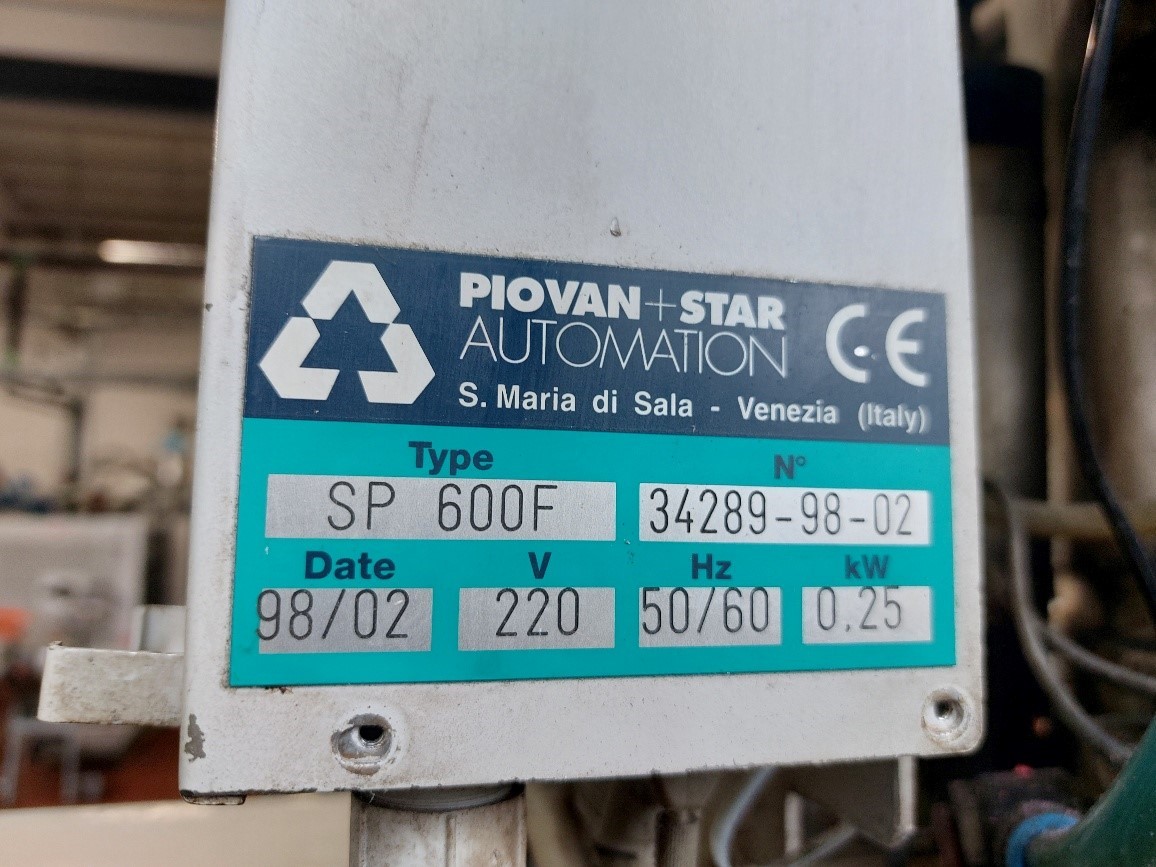 PIOVAN+STAR
AUTOMATION
CE
S. Maria di Sala - Venezia (Italy)
Type N°
SP 600F 34289-98-02
Date V Hz kW
98/02 220 50/60 0.25